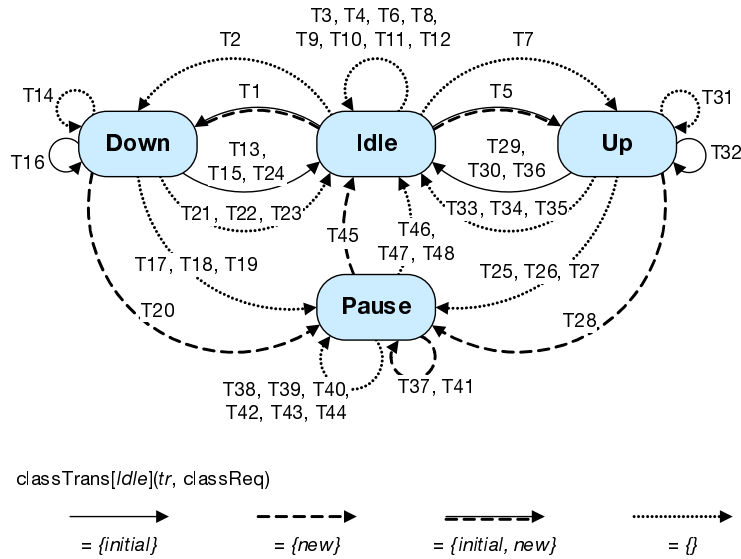 T3, T4, T6, T8,
T9, T10, T11, T12
T2
T7
T1
T5
T14
T31
Down
Idle
Up
T16
T32
T13,
T15, T24
T29,
T30, T36
T21, T22, T23
T33, T34, T35
T45
T46,
T47, T48
T17, T18, T19
T25, T26, T27
Pause
T20
T28
T38, T39, T40,
T42, T43, T44
T37, T41
classTrans[Idle](tr, classReq)
= {initial}
= {new}
= {initial, new}
= {}